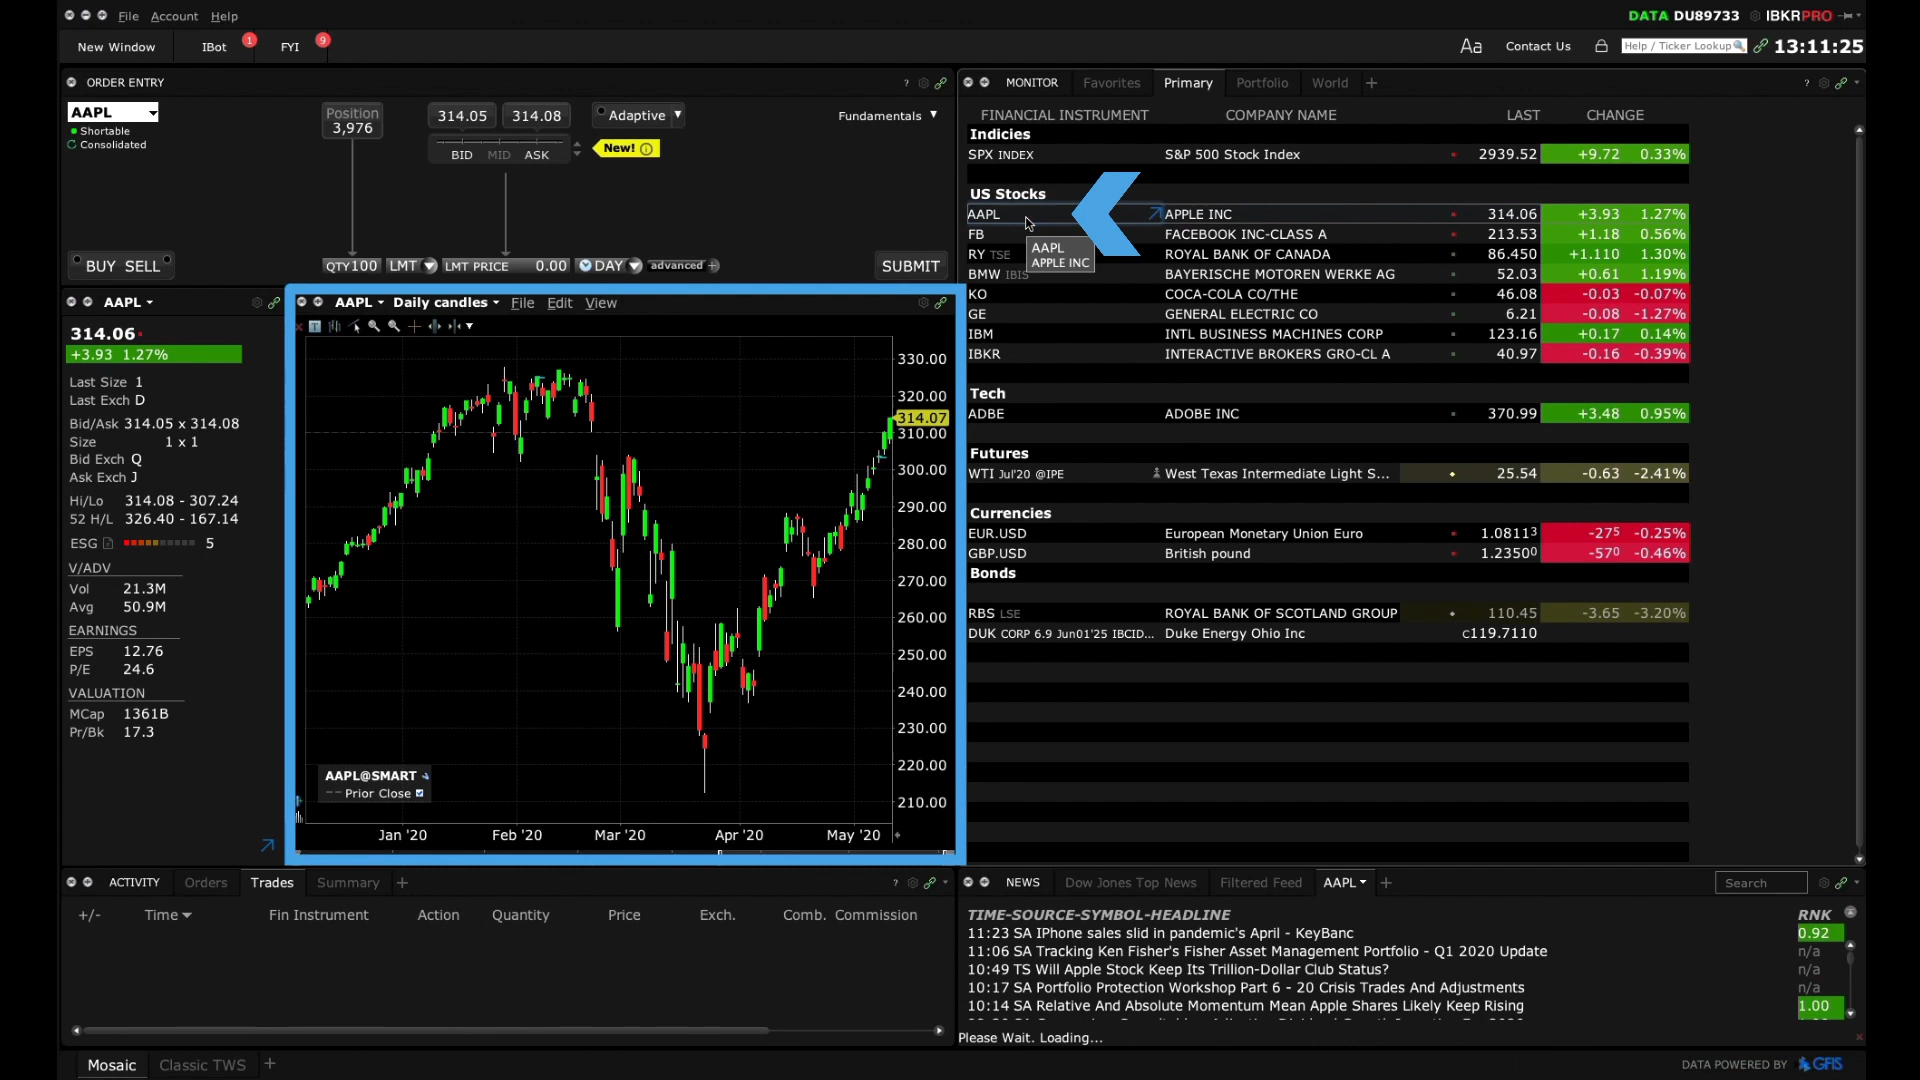 File Account Help
DATA DU89733 IBKRPRO
New Window IBot 1 FYI 9
Aa Contact Us Help / Ticker Lookup 13:11:25
ORDER ENTRY ?
AAPL
Shortable
Consolidated
Position
3,976
314.05 314.08
BID MID ASK
Adaptive
New!
Fundamentals
BUY SELL
QTY 100 LMT LMT PRICE 0.00 DAY advanced +
SUBMIT
AAPL
314.06
+3.93 1.27%
Last Size 1
Last Exch D
Bid/Ask 314.05 x 314.08
Size 1 x 1
Bid Exch Q
Ask Exch J
Hi/Lo 314.08 - 307.24
52 H/L 326.40 - 167.14
ESG 5
V/ADV
Vol 21.3M
Avg 50.9M
EARNINGS
EPS 12.76
P/E 24.6
VALUATION
MCap 1361B
Pr/Bk 17.3
AAPL Daily candles File Edit View
330.00
320.00
314.07
310.00
300.00
290.00
280.00
270.00
260.00
250.00
240.00
230.00
220.00
210.00
AAPL@SMART
Prior Close
Jan '20 Feb '20 Mar '20 Apr '20 May '20
MONITOR Favorites Primary Portfolio World + ?
FINANCIAL INSTRUMENT COMPANY NAME LAST CHANGE
Indicies
SPX INDEX S&P 500 Stock Index 2939.52 +9.72 0.33%
US Stocks
AAPL APPLE INC 314.06 +3.93 1.27%
FB FACEBOOK INC-CLASS A 213.53 +1.18 0.56%
AAPL
APPLE INC
RY TSE ROYAL BANK OF CANADA 86.450 +1.110 1.30%
BMW IBIS BAYERISCHE MOTOREN WERKE AG 52.03 +0.61 1.19%
KO COCA-COLA CO/THE 46.08 -0.03 -0.07%
GE GENERAL ELECTRIC CO 6.21 -0.08 -1.27%
IBM INTL BUSINESS MACHINES CORP 123.16 +0.17 0.14%
IBKR INTERACTIVE BROKERS GRO-CL A 40.97 -0.16 -0.39%
Tech
ADBE ADOBE INC 370.99 +3.48 0.95%
Futures
WTI Jul'20 @IPE West Texas Intermediate Light S... 25.54 -0.63 -2.41%
Currencies
EUR.USD European Monetary Union Euro 1.08113 -275 -0.25%
GBP.USD British pound 1.23500 -570 -0.46%
Bonds
RBS LSE ROYAL BANK OF SCOTLAND GROUP 110.45 -3.65 -3.20%
DUK CORP 6.9 Jun01'25 IBCID... Duke Energy Ohio Inc C119.7110
ACTIVITY Orders Trades Summary + ?
+/- Time Fin Instrument Action Quantity Price Exch. Comb. Commission
NEWS Dow Jones Top News Filtered Feed AAPL + Search
TIME-SOURCE-SYMBOL-HEADLINE RNK
11:23 SA IPhone sales slid in pandemic's April - KeyBanc 0.92
11:06 SA Tracking Ken Fisher's Fisher Asset Management Portfolio - Q1 2020 Update n/a
10:49 TS Will Apple Stock Keep Its Trillion-Dollar Club Status? n/a
10:17 SA Portfolio Protection Workshop Part 6 - 20 Crisis Trades And Adjustments n/a
10:14 SA Relative And Absolute Momentum Mean Apple Shares Likely Keep Rising 1.00
Please Wait. Loading...
Mosaic Classic TWS +
DATA POWERED BY GFIS